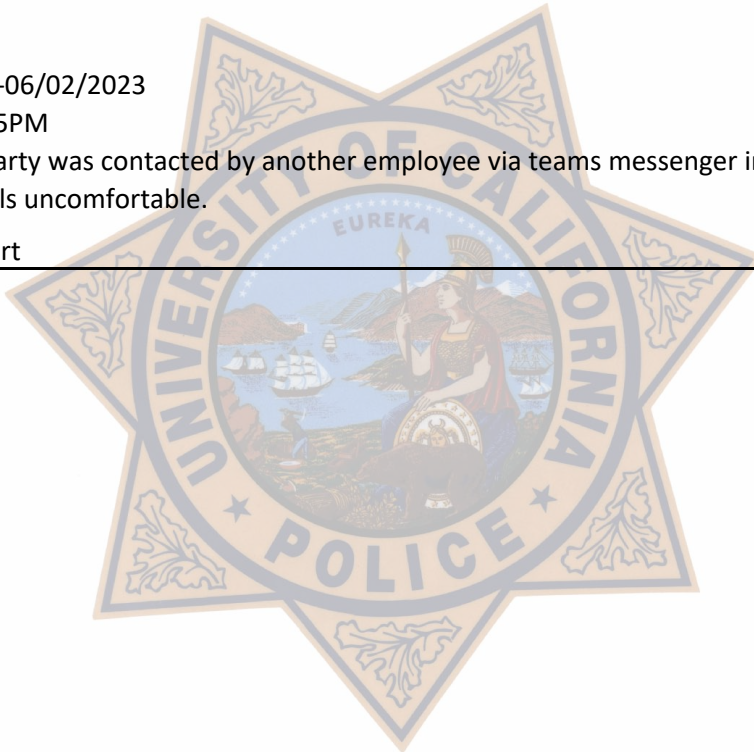 -06/02/2023
5PM
arty was contacted by another employee via teams messenger i
ls uncomfortable.
rt
UNIVERSITY OF CALIFORNIA
EUREKA
★ POLICE ★